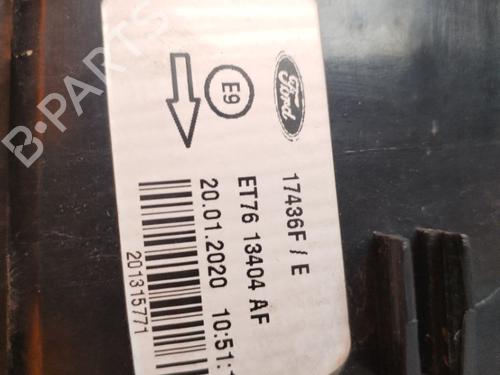 B-PARTS
Ford
E9
17436F / E
ET76 13404 AF
20.01.2020 10:51:
201315771